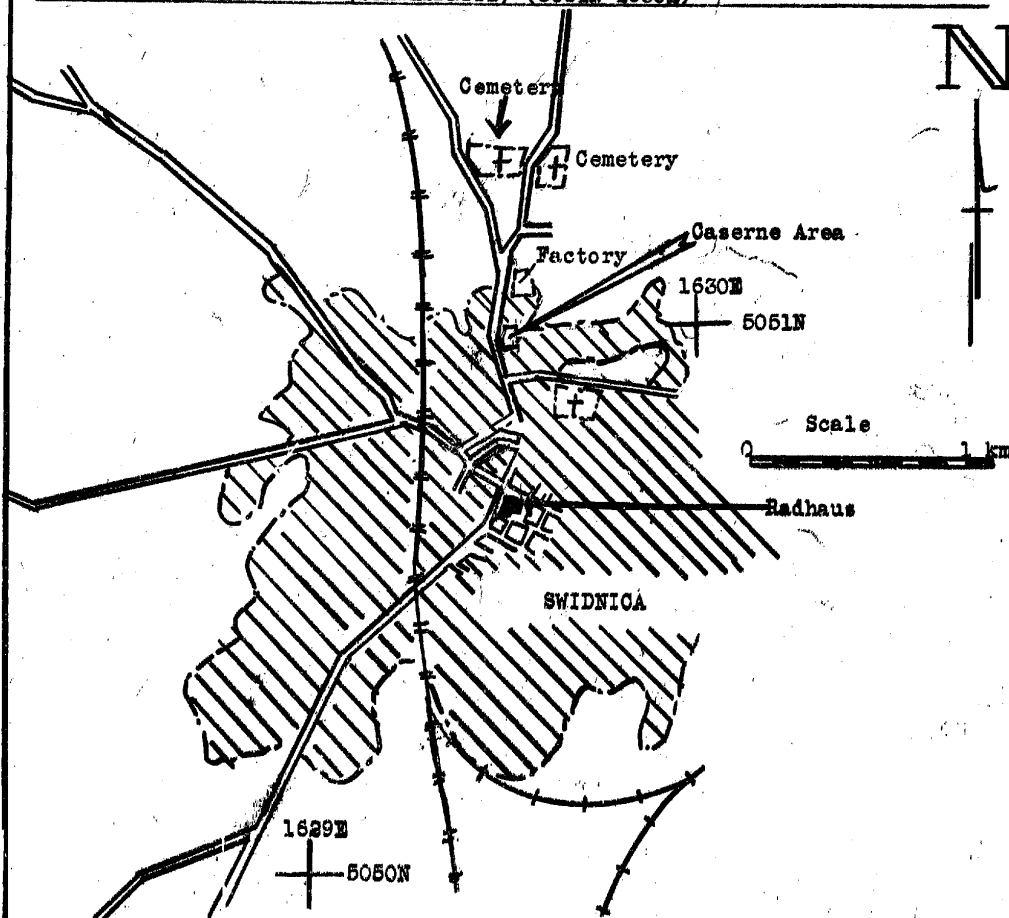 N
Cemetery
Cemetery
Caserne Area
Factory
1630E
5051N
Scale
0 1 km
Radhaus
SWIDNICA
1629E
5050N